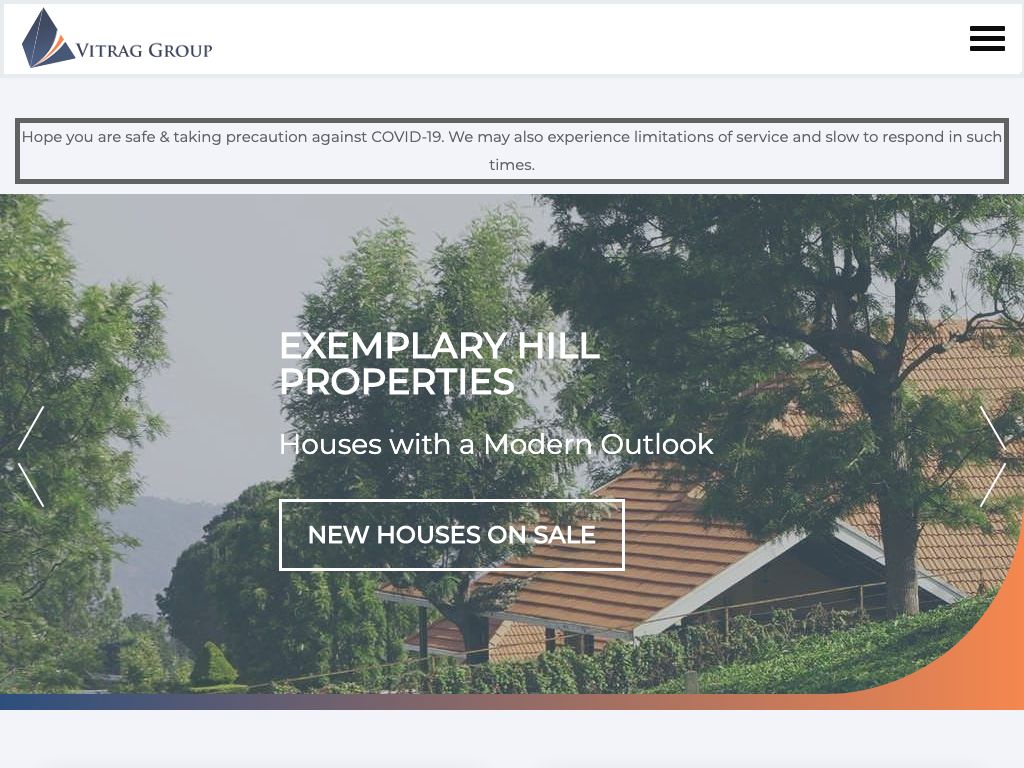 Vitrag Group
Hope you are safe & taking precaution against COVID-19. We may also experience limitations of service and slow to respond in such
times.
EXEMPLARY HILL
PROPERTIES
Houses with a Modern Outlook
NEW HOUSES ON SALE